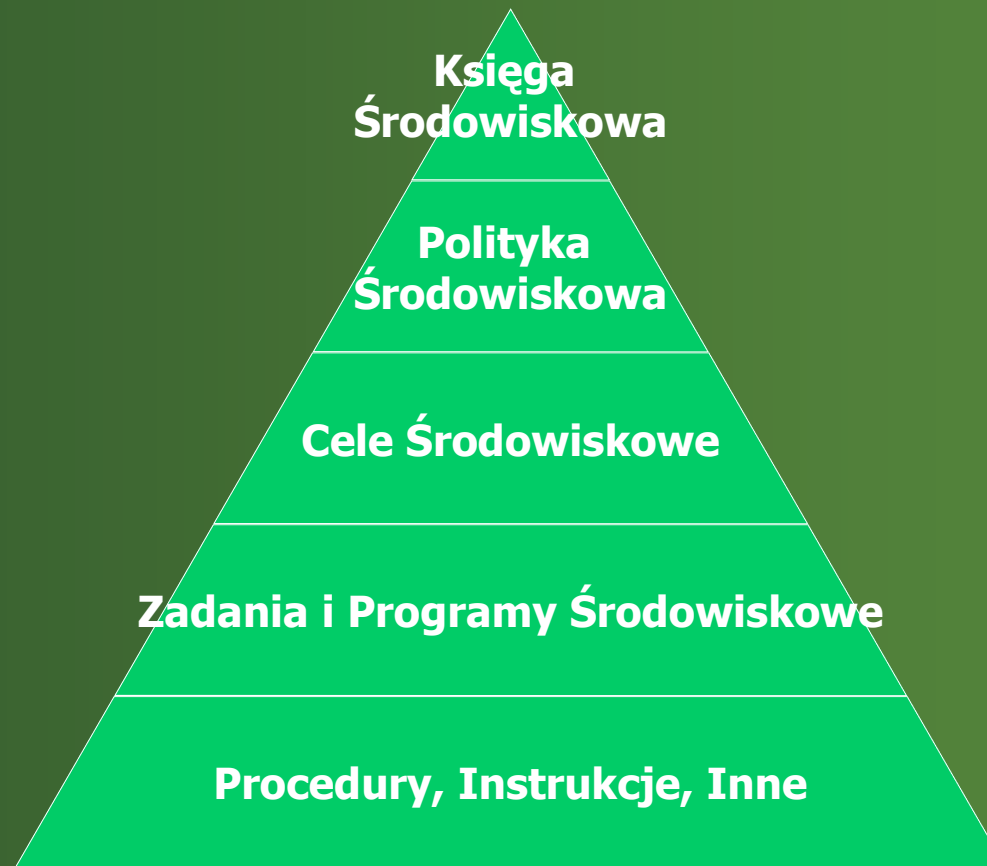 Księga
Środowiskowa
Polityka
Środowiskowa
Cele Środowiskowe
Zadania i Programy Środowiskowe
Procedury, Instrukcje, Inne